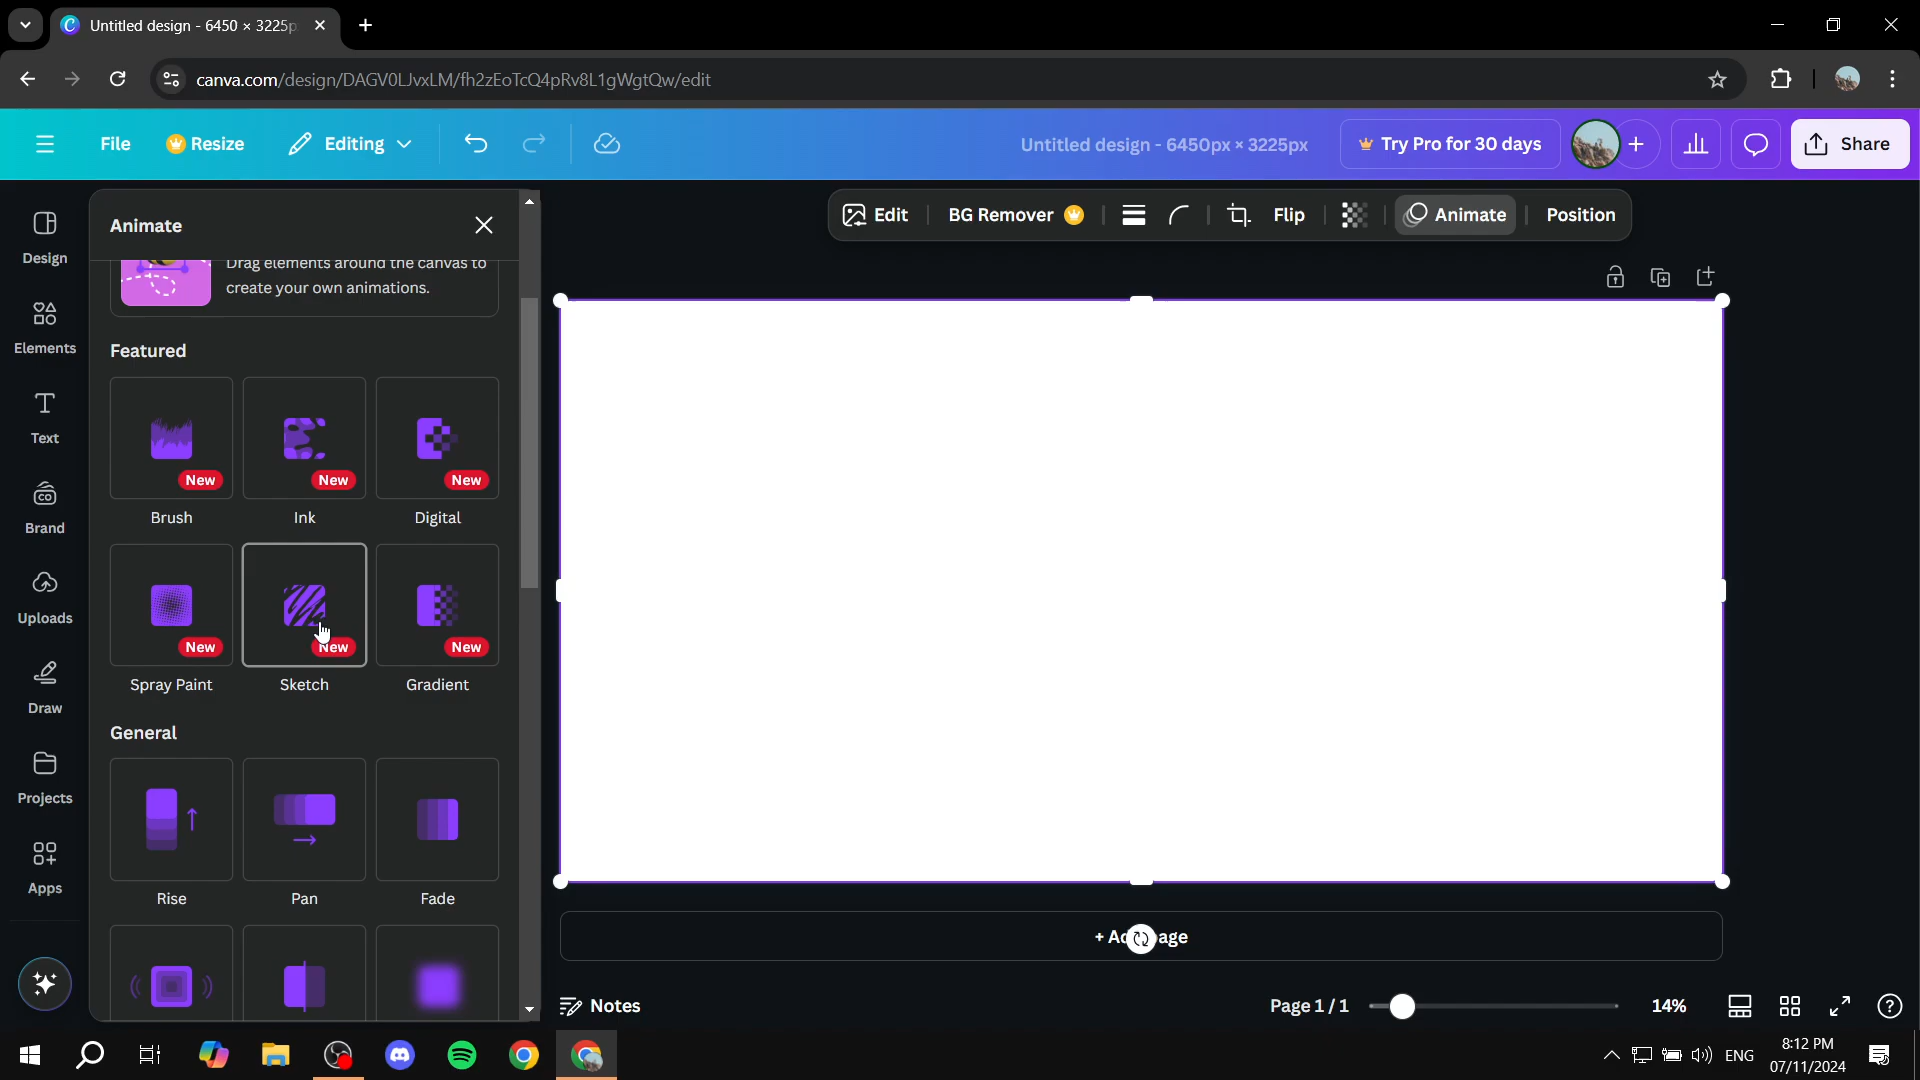 Untitled design - 6450 × 3225p
canva.com/design/DAGV0LJvxLM/fh2zEoTcQ4pRv8L1gWgtQw/edit
File
Resize
Editing
Untitled design - 6450px × 3225px
Try Pro for 30 days
Share
Design
Elements
Text
Brand
Uploads
Draw
Projects
Apps
Animate
Drag elements around the canvas to
create your own animations.
Featured
New
New
New
Brush
Ink
Digital
New
New
New
Spray Paint
Sketch
Gradient
General
Rise
Pan
Fade
Edit
BG Remover
Flip
Animate
Position
+ Ad age
Notes
Page 1 / 1
14%
ENG
8:12 PM
07/11/2024